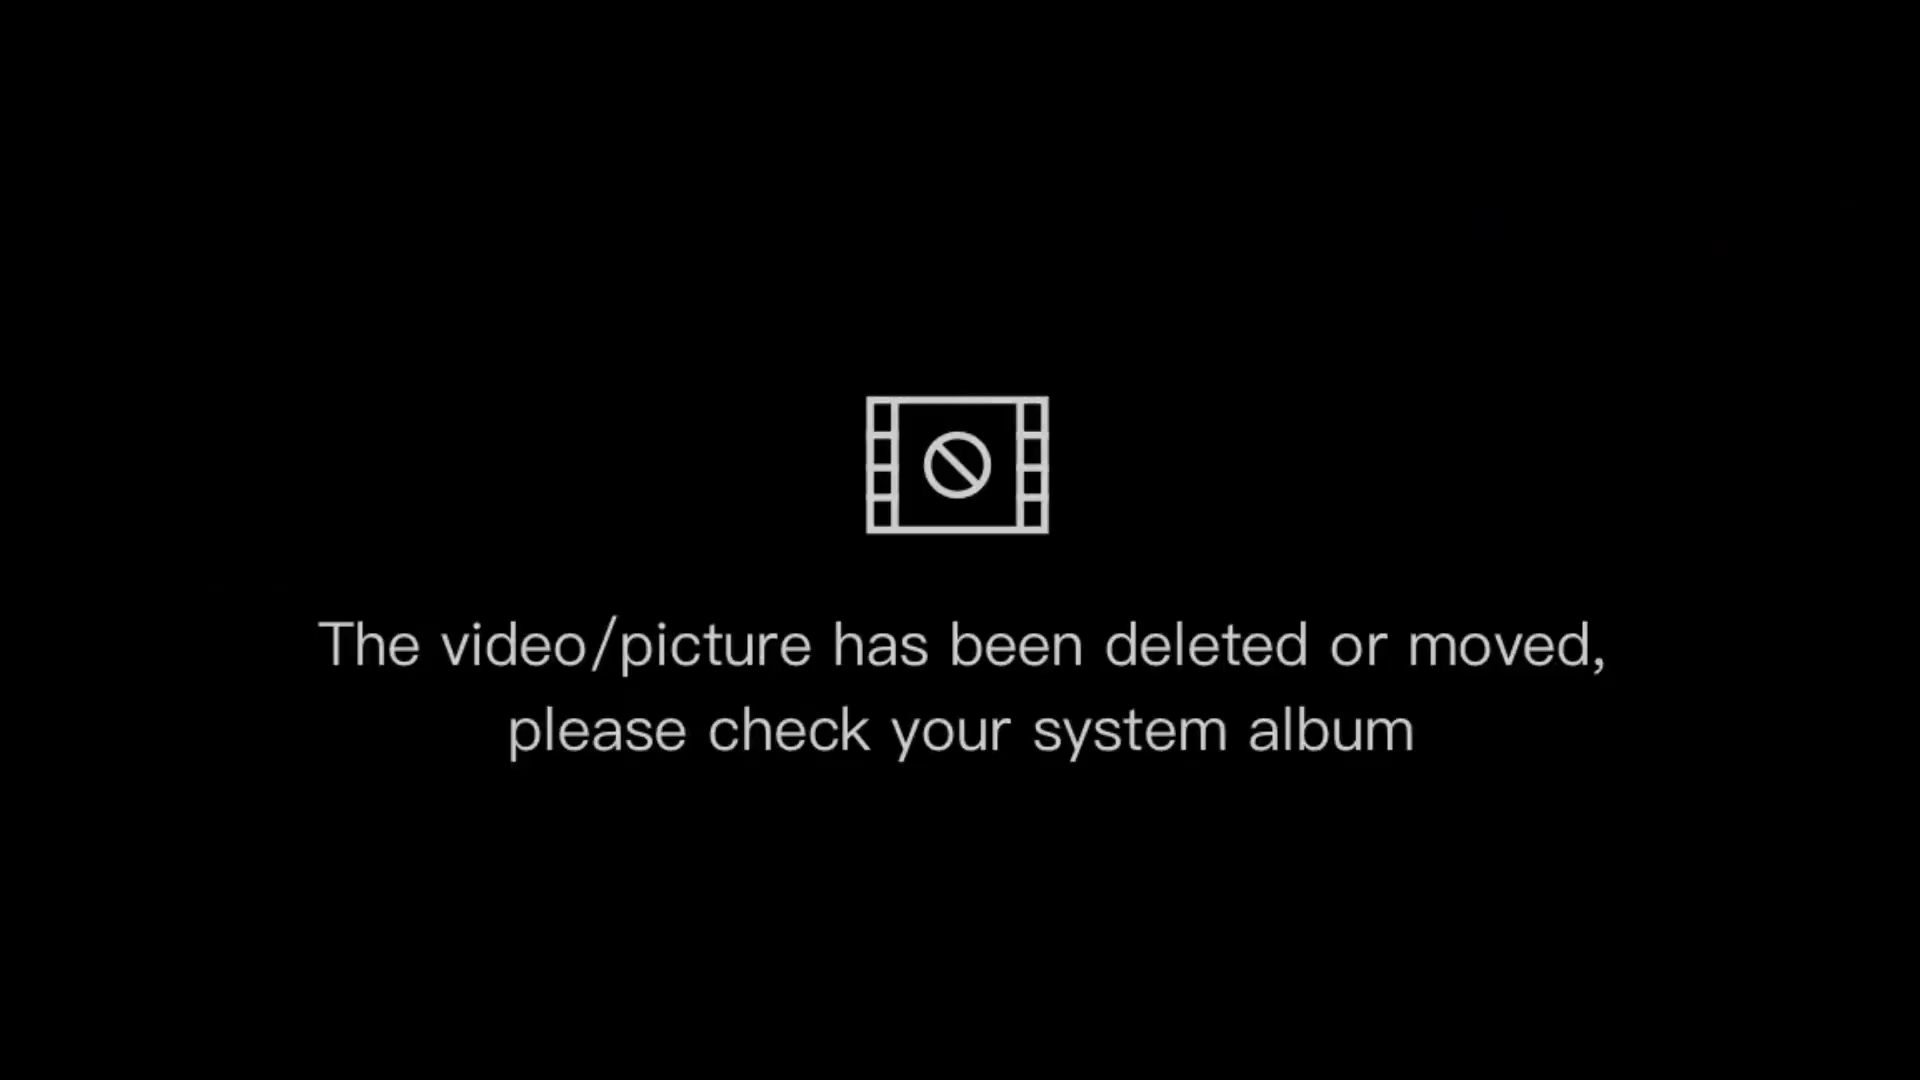 The video/picture has been deleted or moved,
please check your system album